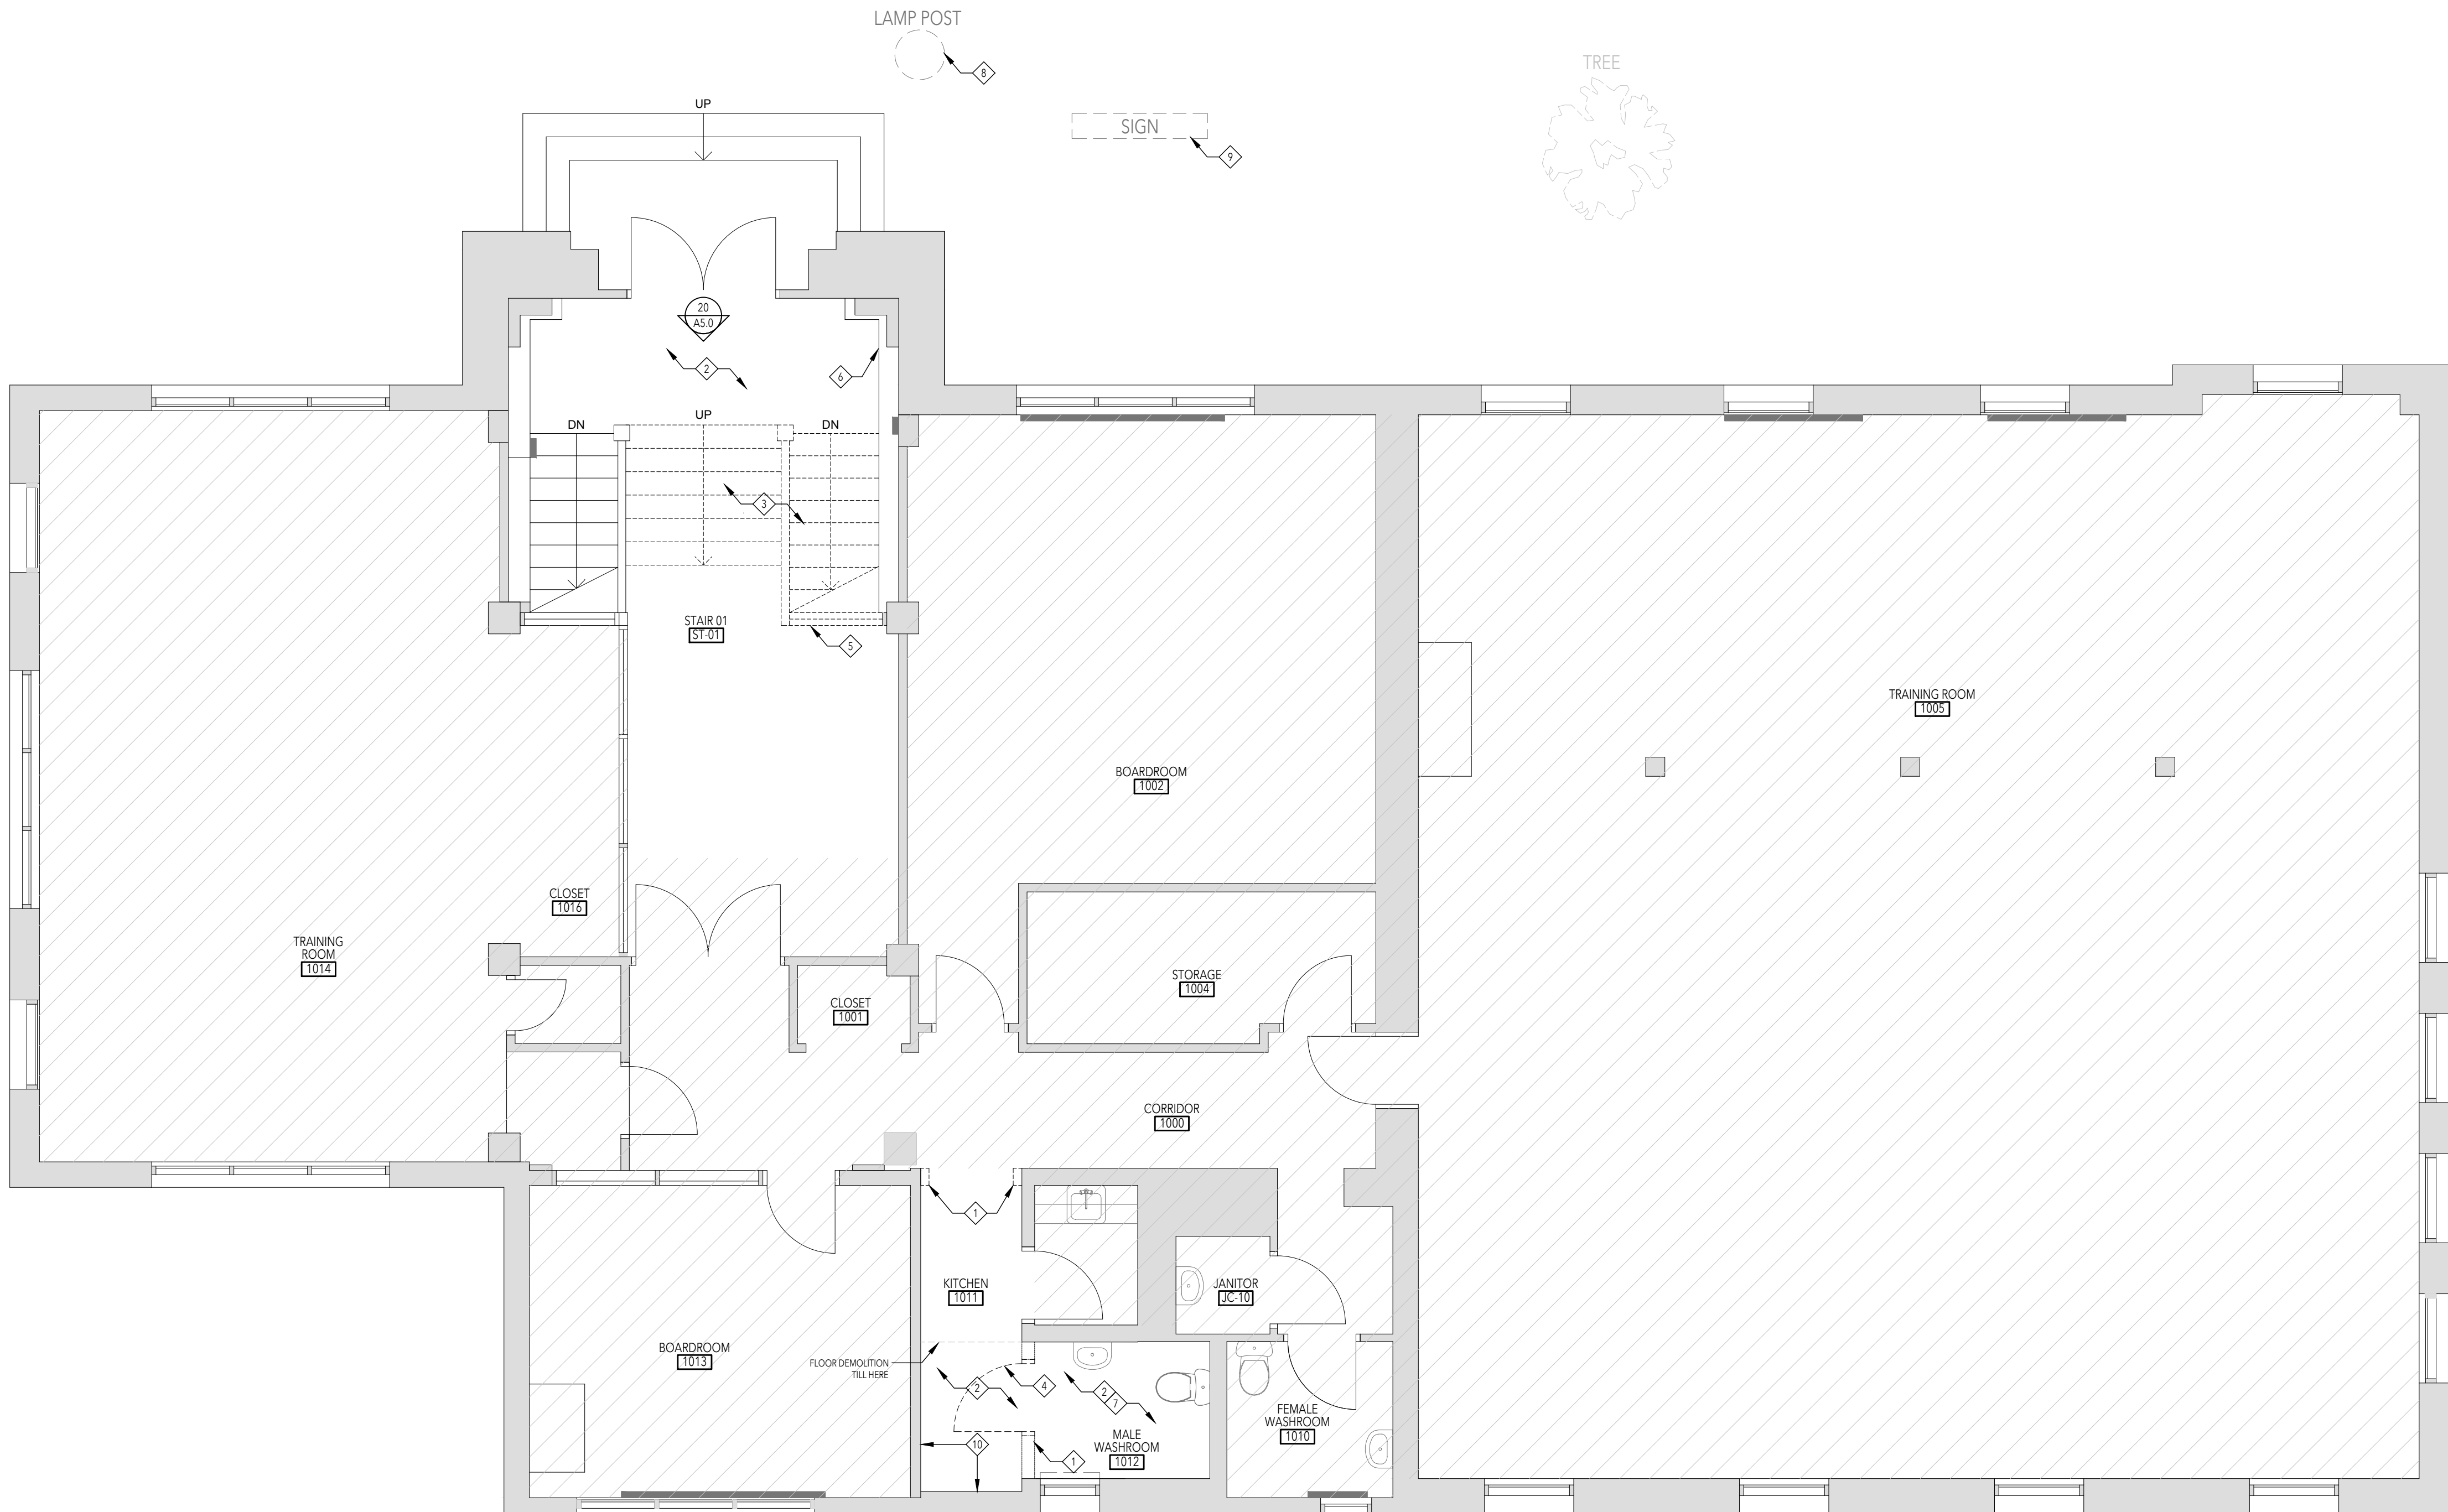 LAMP POST
8
TREE
UP
SIGN
9
20
A5.0
2
6
DN
UP
DN
3
STAIR 01
ST-01
5
TRAINING ROOM
1005
BOARDROOM
1002
CLOSET
1016
TRAINING
ROOM
1014
STORAGE
1004
CLOSET
1001
CORRIDOR
1000
1
KITCHEN
1011
JANITOR
JC-10
BOARDROOM
1013
FLOOR DEMOLITION
TILL HERE
2
4
2
7
FEMALE
WASHROOM
1010
MALE
WASHROOM
1012
10
1